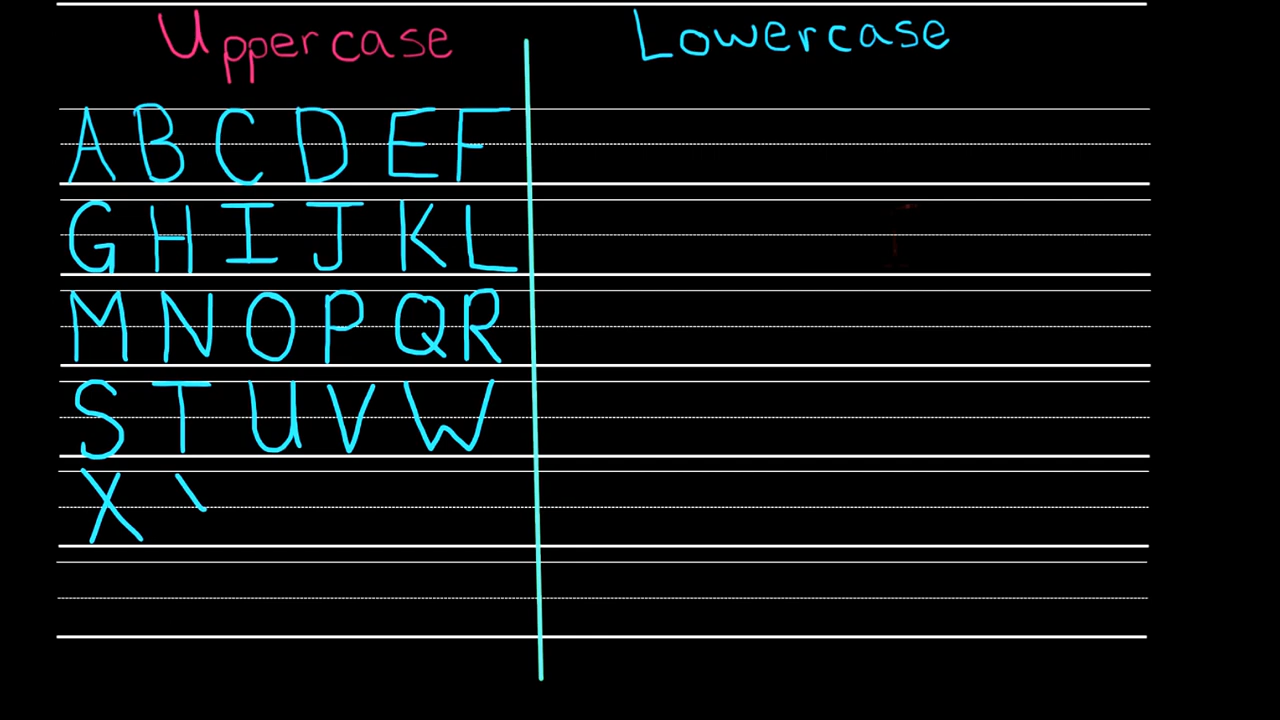 Uppercase Lowercase
A B C D E F
G H I J K L
M N O P Q R
S T U V W
X